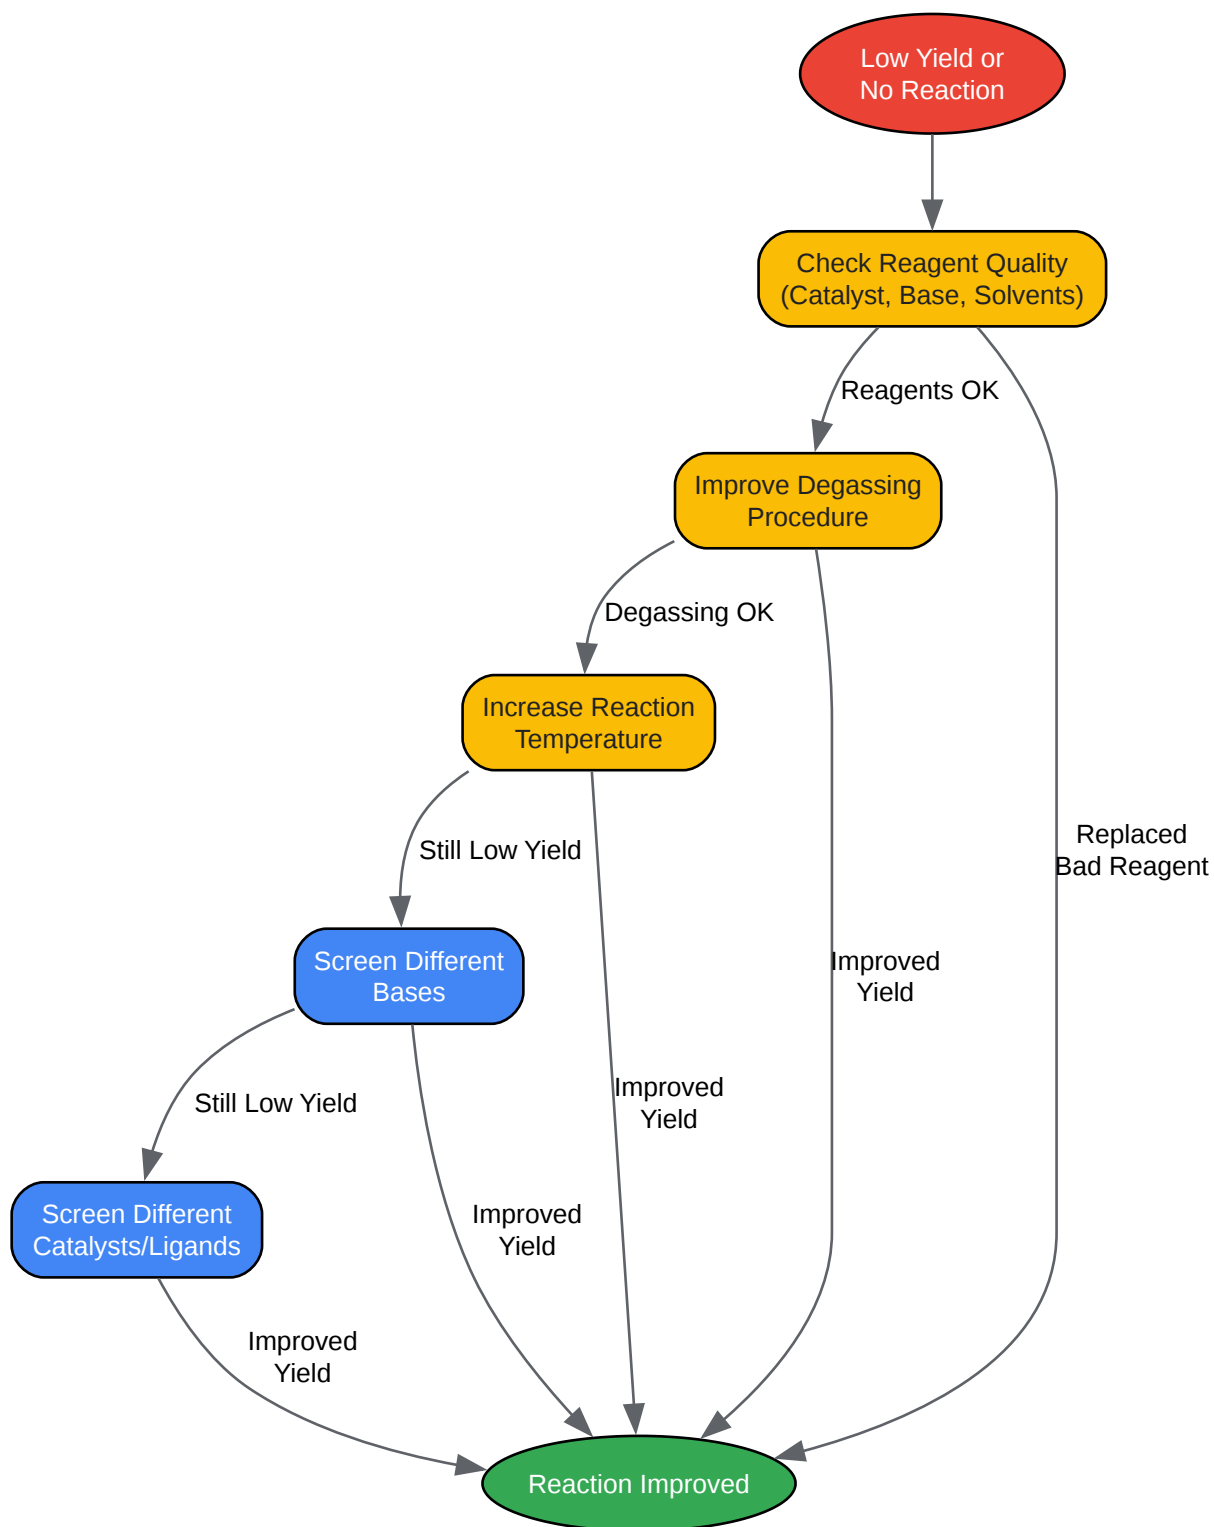 Low Yield or
No Reaction
Check Reagent Quality
(Catalyst, Base, Solvents)
Reagents OK
Improve Degassing
Procedure
Degassing OK
Increase Reaction
Temperature
Replaced
Bad Reagent
Still Low Yield
Screen Different
Bases
Improved
Yield
Improved
Yield
Still Low Yield
Screen Different
Catalysts/Ligands
Improved
Yield
Improved
Yield
Reaction Improved